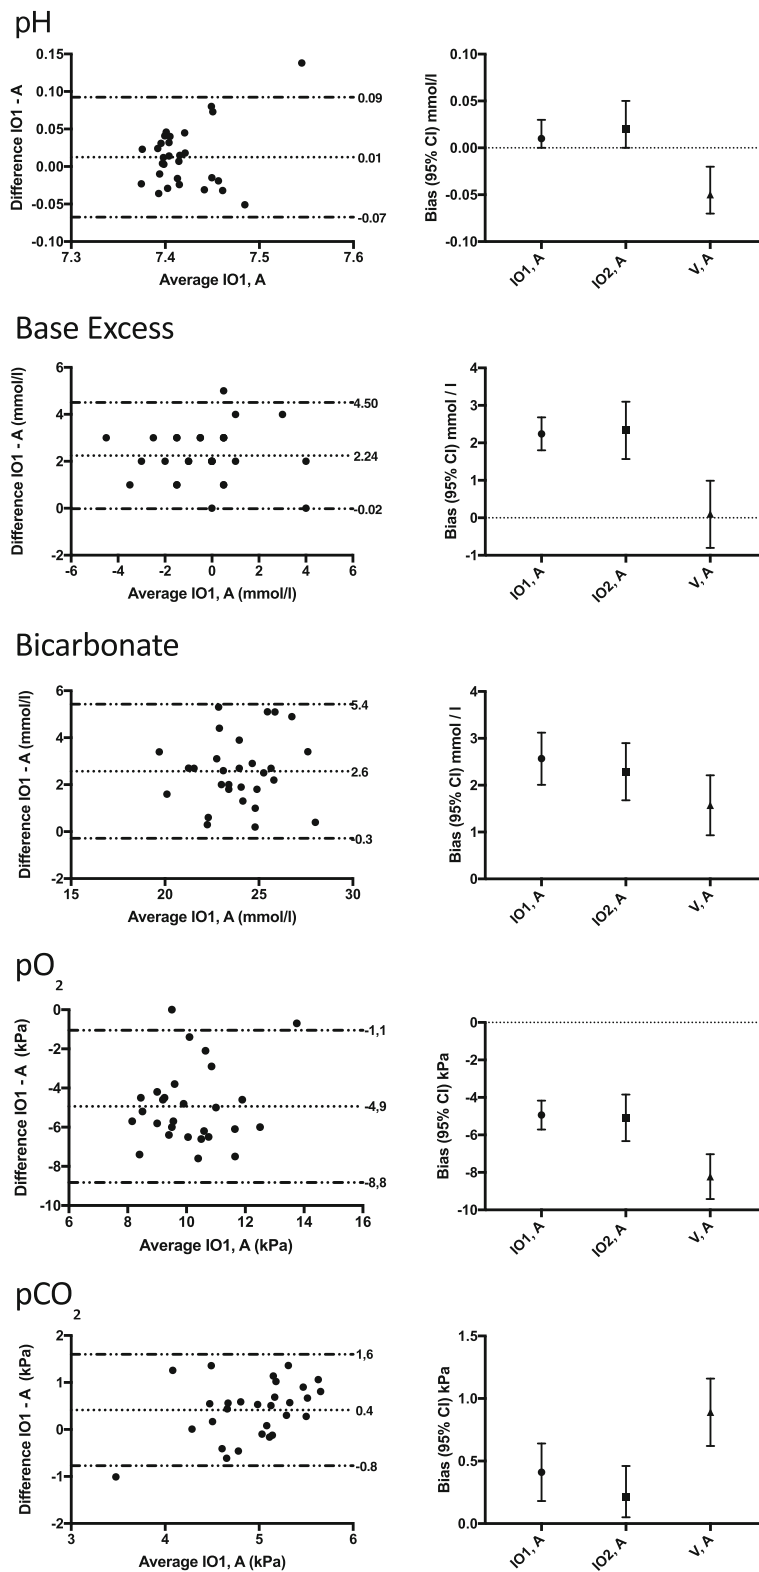 pH
0.15
0.10
0.05
0.00
-0.05
-0.10
0.09
0.01
-0.07
7.3
7.4
7.5
7.6
Difference IO1 - A
Average IO1, A
0.10
0.05
0.00
-0.05
-0.10
Bias (95% CI) mmol/l
IO1, A
IO2, A
V, A
Base Excess
6
4
2
0
-2
4.50
2.24
-0.02
-6
-4
-2
0
2
4
6
Difference IO1 - A (mmol/l)
Average IO1, A (mmol/l)
4
3
2
1
0
-1
Bias (95% CI) mmol / l
IO1, A
IO2, A
V, A
Bicarbonate
6
4
2
0
-2
5.4
2.6
-0.3
15
20
25
30
Difference IO1 - A (mmol/l)
Average IO1, A (mmol/l)
4
3
2
1
0
Bias (95% CI) mmol / l
IO1, A
IO2, A
V, A
pO2
0
-2
-4
-6
-8
-10
-1,1
-4,9
-8,8
6
8
10
12
14
16
Difference IO1 - A (kPa)
Average IO1, A (kPa)
0
-2
-4
-6
-8
-10
Bias (95% CI) kPa
IO1, A
IO2, A
V, A
pCO2
2
1
0
-1
-2
1,6
0.4
-0.8
3
4
5
6
Difference IO1 - A (kPa)
Average IO1, A (kPa)
1.5
1.0
0.5
0.0
Bias (95% CI) kPa
IO1, A
IO2, A
V, A